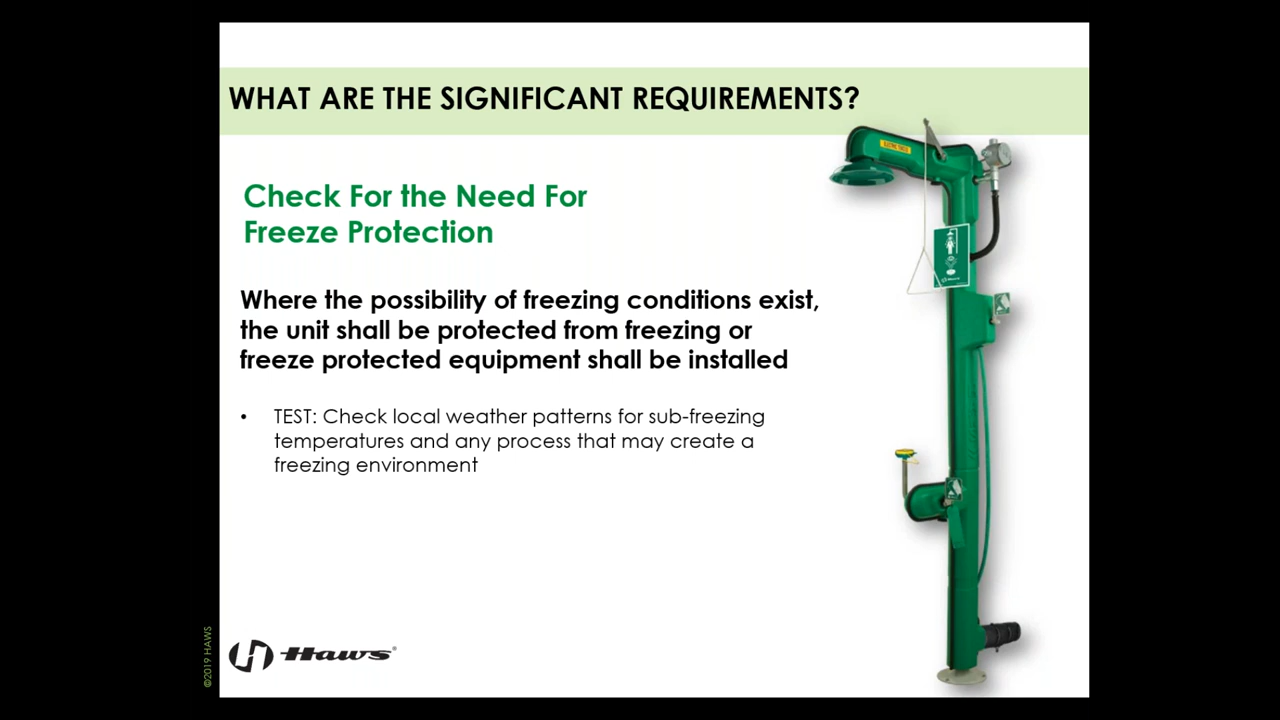 WHAT ARE THE SIGNIFICANT REQUIREMENTS?
Check For the Need For
Freeze Protection
Where the possibility of freezing conditions exist,
the unit shall be protected from freezing or
freeze protected equipment shall be installed
• TEST: Check local weather patterns for sub-freezing
temperatures and any process that may create a
freezing environment
©2019 HAWS
Haws®